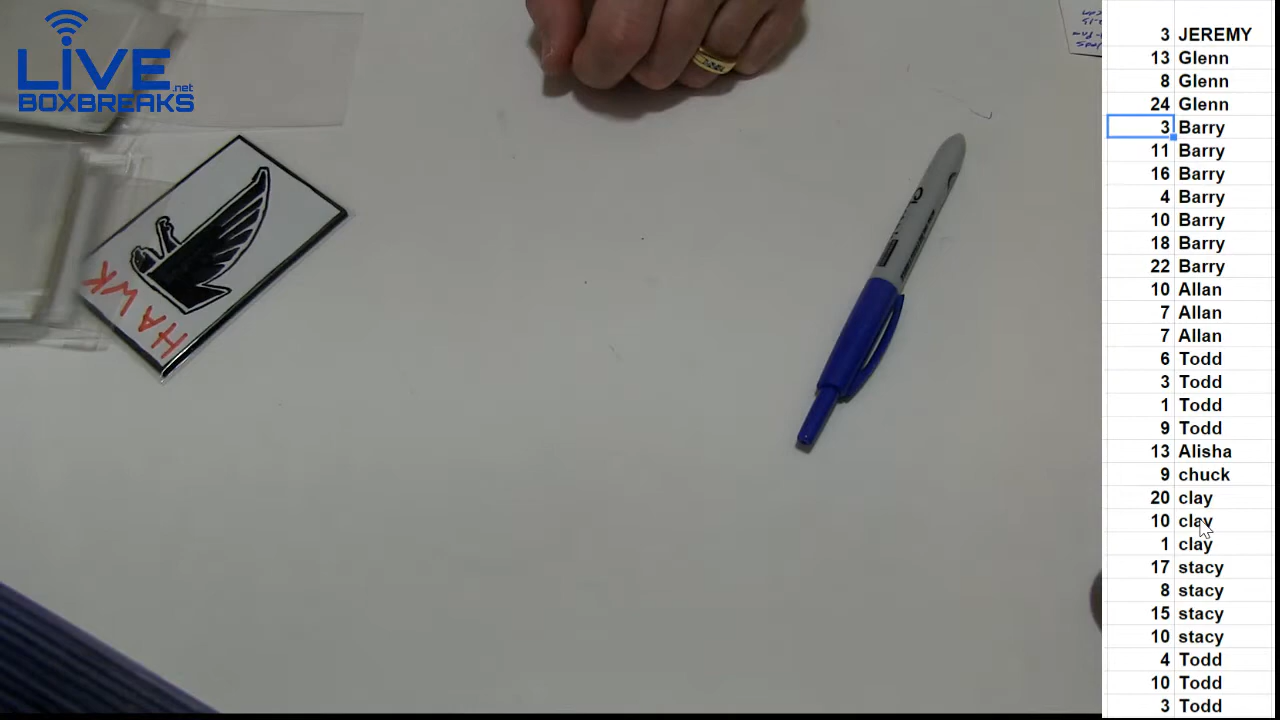 LIVE.net
BOXBREAKS
HAWK
3 JEREMY
13 Glenn
8 Glenn
24 Glenn
3 Barry
11 Barry
16 Barry
4 Barry
10 Barry
18 Barry
22 Barry
10 Allan
7 Allan
7 Allan
6 Todd
3 Todd
1 Todd
9 Todd
13 Alisha
9 chuck
20 clay
10 clay
1 clay
17 stacy
8 stacy
15 stacy
10 stacy
4 Todd
10 Todd
3 Todd